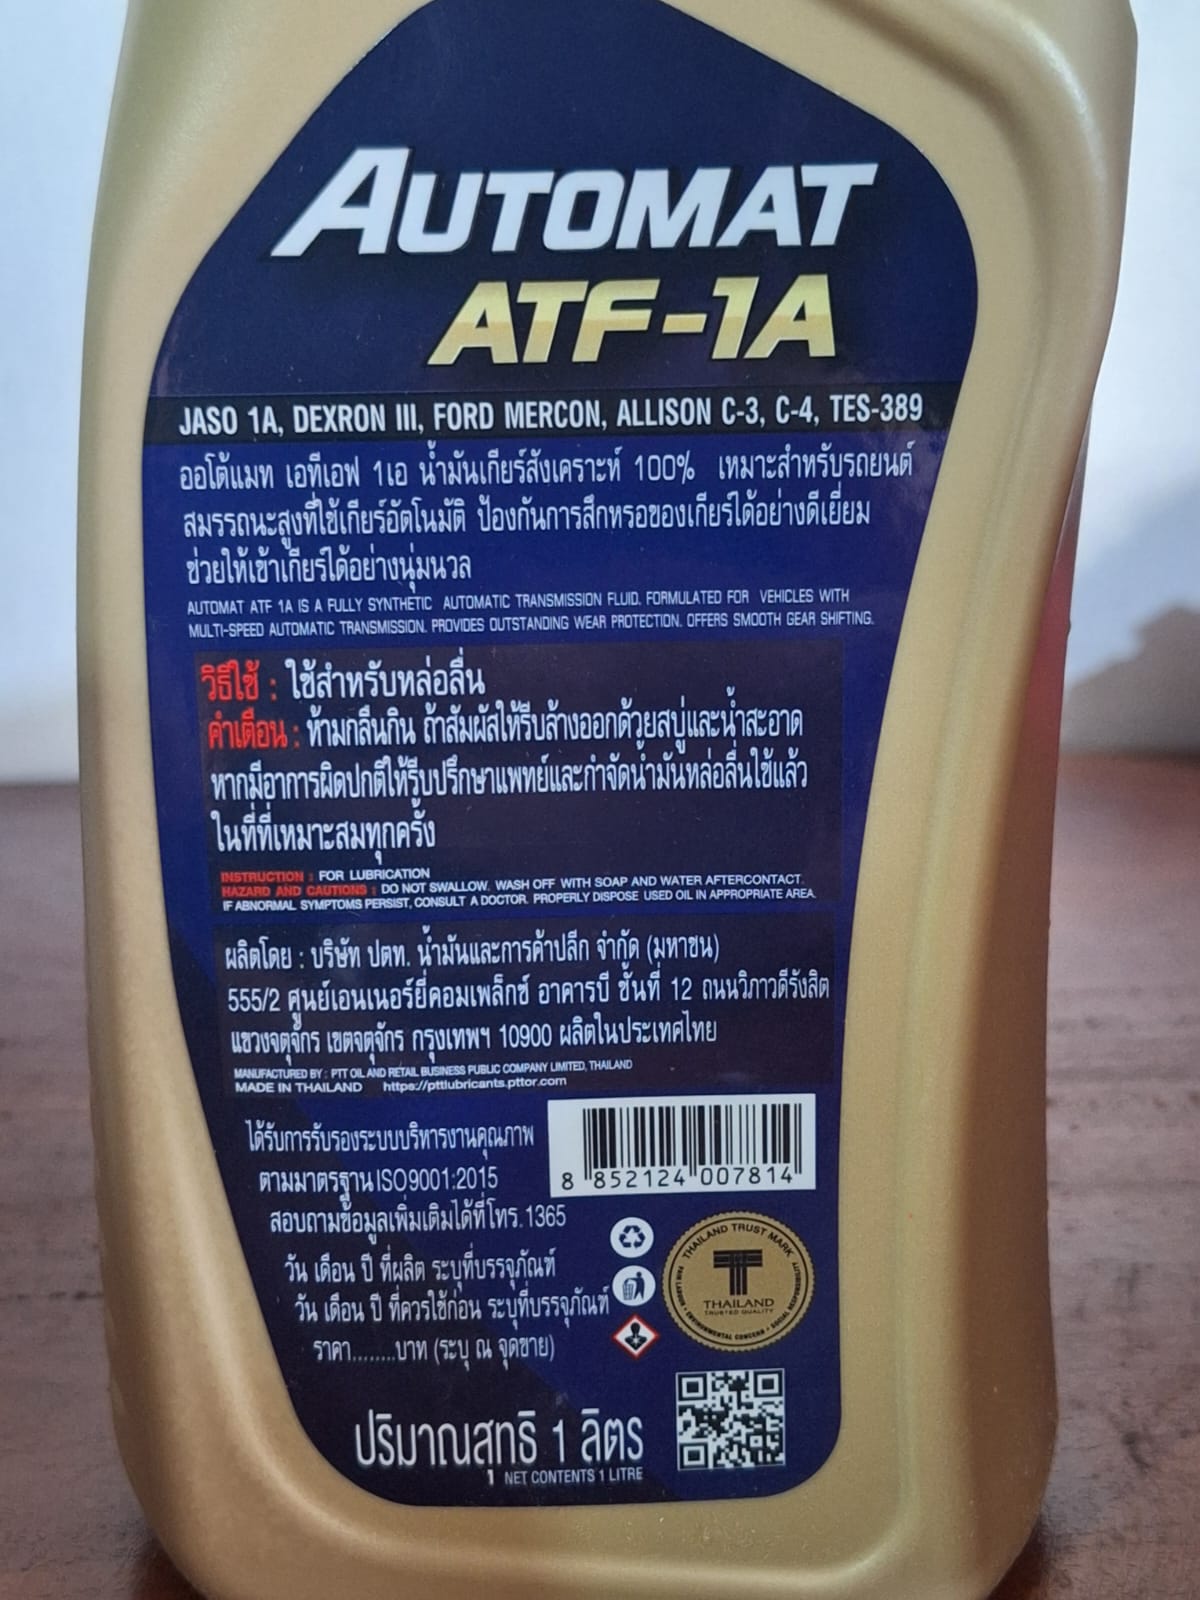 AUTOMAT
ATF-1A
JASO 1A, DEXRON III, FORD MERCON, ALLISON C-3, C-4, TES-389
ออโต้แมท เอทีเอฟ 1เอ น้ำมันเกียร์สังเคราะห์ 100% เหมาะสำหรับรถยนต์
สมรรถนะสูงที่ใช้เกียร์อัตโนมัติ ป้องกันการสึกหรอของเกียร์ได้อย่างดีเยี่ยม
ช่วยให้เข้าเกียร์ได้อย่างนุ่มนวล
AUTOMAT ATF 1A IS A FULLY SYNTHETIC AUTOMATIC TRANSMISSION FLUID. FORMULATED FOR VEHICLES WITH
MULTI-SPEED AUTOMATIC TRANSMISSION. PROVIDES OUTSTANDING WEAR PROTECTION. OFFERS SMOOTH GEAR SHIFTING.
วิธีใช้ : ใช้สำหรับหล่อลื่น
คำเตือน : ห้ามกลืนกิน ถ้าสัมผัสให้รีบล้างออกด้วยสบู่และน้ำสะอาด
หากมีอาการผิดปกติให้รีบปรึกษาแพทย์และกำจัดน้ำมันหล่อลื่นใช้แล้ว
ในที่ที่เหมาะสมทุกครั้ง
INSTRUCTION : FOR LUBRICATION
HAZARD AND CAUTIONS : DO NOT SWALLOW. WASH OFF WITH SOAP AND WATER AFTERCONTACT.
IF ABNORMAL SYMPTOMS PERSIST, CONSULT A DOCTOR. PROPERLY DISPOSE USED OIL IN APPROPRIATE AREA.
ผลิตโดย : บริษัท ปตท. น้ำมันและการค้าปลีก จำกัด (มหาชน)
555/2 ศูนย์เอนเนอร์ยี่คอมเพล็กซ์ อาคารบี ชั้นที่ 12 ถนนวิภาวดีรังสิต
แขวงจตุจักร เขตจตุจักร กรุงเทพฯ 10900 ผลิตในประเทศไทย
MANUFACTURED BY : PTT OIL AND RETAIL BUSINESS PUBLIC COMPANY LIMITED, THAILAND
MADE IN THAILAND https://pttlubricants.pttor.com
ได้รับการรับรองระบบบริหารงานคุณภาพ
ตามมาตรฐาน ISO9001:2015
สอบถามข้อมูลเพิ่มเติมได้ที่โทร. 1365
8 852124 007814
วัน เดือน ปี ที่ผลิต ระบุที่บรรจุภัณฑ์
วัน เดือน ปี ที่ควรใช้ก่อน ระบุที่บรรจุภัณฑ์
ราคา........บาท (ระบุ ณ จุดขาย)
THAILAND TRUST MARK
T
THAILAND
TRUSTED QUALITY
FAIR LABOUR • ENVIRONMENTAL CONCERN • SOCIAL RESPONSIBILITY
ปริมาณสุทธิ 1 ลิตร
NET CONTENTS 1 LITRE